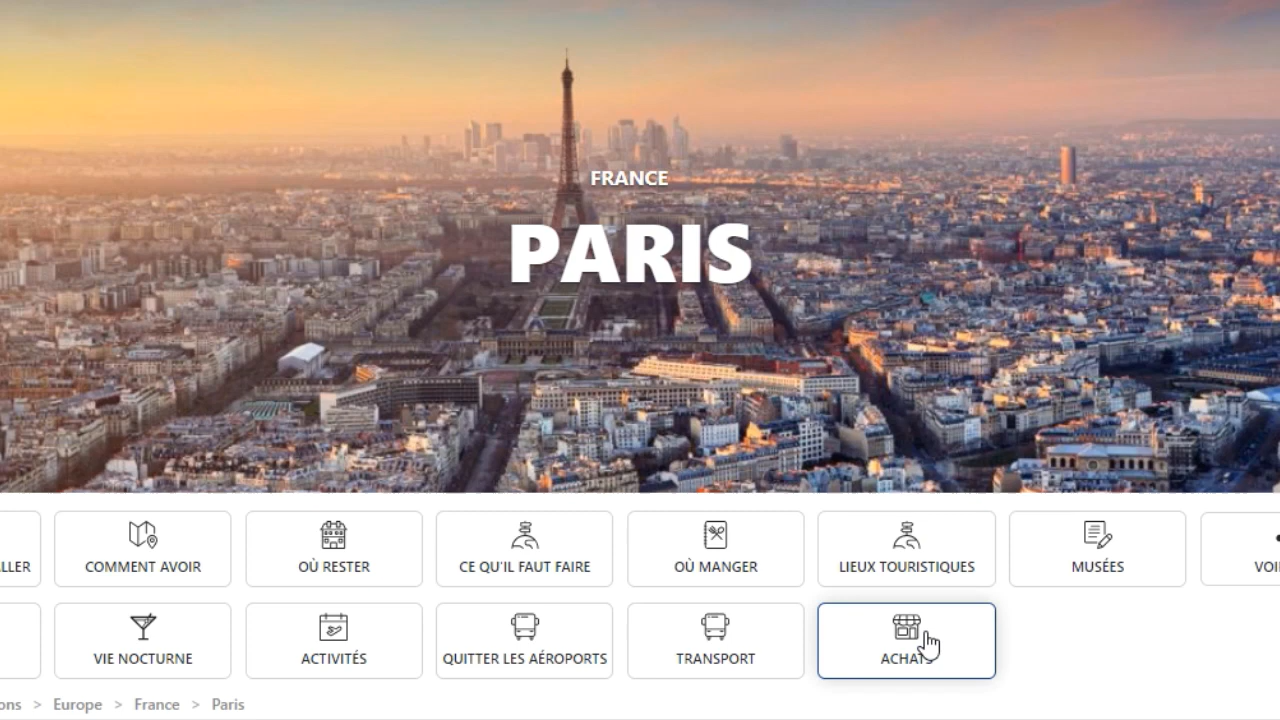 FRANCE
PARIS
COMMENT AVOIR
OÙ RESTER
CE QU'IL FAUT FAIRE
OÙ MANGER
LIEUX TOURISTIQUES
MUSÉES
VIE NOCTURNE
ACTIVITÉS
QUITTER LES AÉROPORTS
TRANSPORT
ACHATS
> Europe > France > Paris